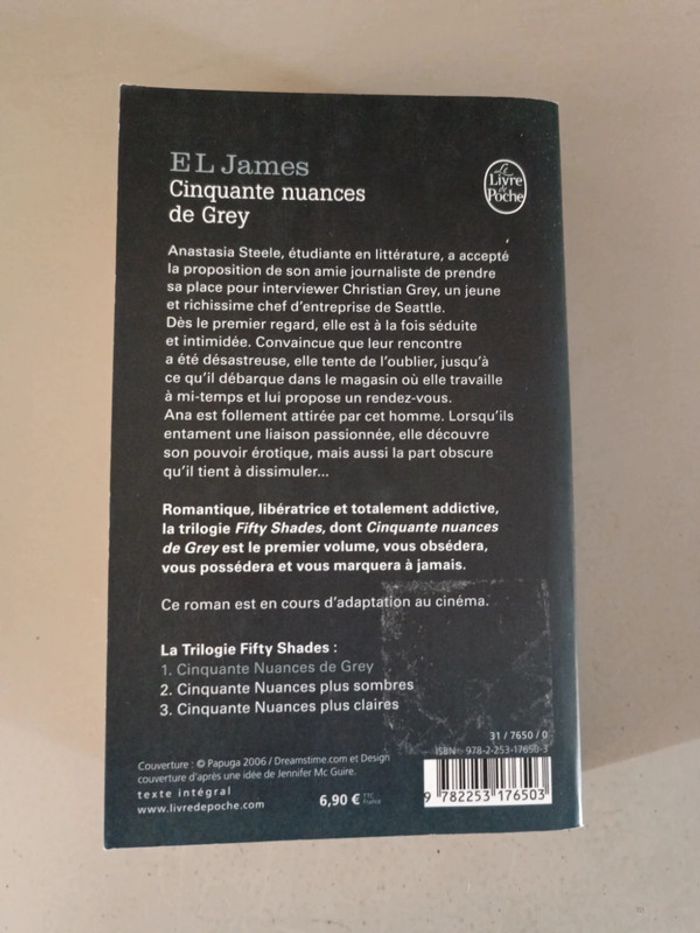 E L James
Cinquante nuances
de Grey
Le
Livre
de
Poche
Anastasia Steele, étudiante en littérature, a accepté
la proposition de son amie journaliste de prendre
sa place pour interviewer Christian Grey, un jeune
et richissime chef d'entreprise de Seattle.
Dès le premier regard, elle est à la fois séduite
et intimidée. Convaincue que leur rencontre
a été désastreuse, elle tente de l'oublier, jusqu'à
ce qu'il débarque dans le magasin où elle travaille
à mi-temps et lui propose un rendez-vous.
Ana est follement attirée par cet homme. Lorsqu'ils
entament une liaison passionnée, elle découvre
son pouvoir érotique, mais aussi la part obscure
qu'il tient à dissimuler...
Romantique, libératrice et totalement addictive,
la trilogie Fifty Shades, dont Cinquante nuances
de Grey est le premier volume, vous obsédera,
vous possédera et vous marquera à jamais.
Ce roman est en cours d'adaptation au cinéma.
La Trilogie Fifty Shades :
1. Cinquante Nuances de Grey
2. Cinquante Nuances plus sombres
3. Cinquante Nuances plus claires
Couverture : © Papuga 2006 / Dreamstime.com et Design
couverture d'après une idée de Jennifer Mc Guire.
texte intégral
www.livredepoche.com
6,90 € TTC
France
31 / 7650 / 0
ISBN : 978-2-253-17650-3
9 782253 176503